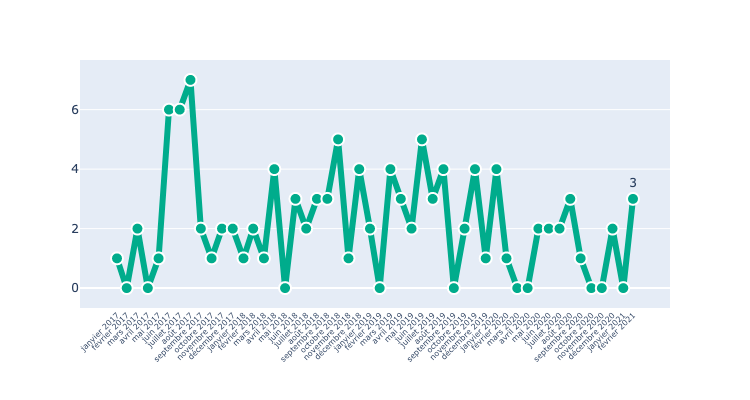 6
4
2
0
3
janvier 2017
février 2017
mars 2017
avril 2017
mai 2017
juin 2017
juillet 2017
août 2017
septembre 2017
octobre 2017
novembre 2017
décembre 2017
janvier 2018
février 2018
mars 2018
avril 2018
mai 2018
juin 2018
juillet 2018
août 2018
septembre 2018
octobre 2018
novembre 2018
décembre 2018
janvier 2019
février 2019
mars 2019
avril 2019
mai 2019
juin 2019
juillet 2019
août 2019
septembre 2019
octobre 2019
novembre 2019
décembre 2019
janvier 2020
février 2020
mars 2020
avril 2020
mai 2020
juin 2020
juillet 2020
août 2020
septembre 2020
octobre 2020
novembre 2020
décembre 2020
janvier 2021
février 2021